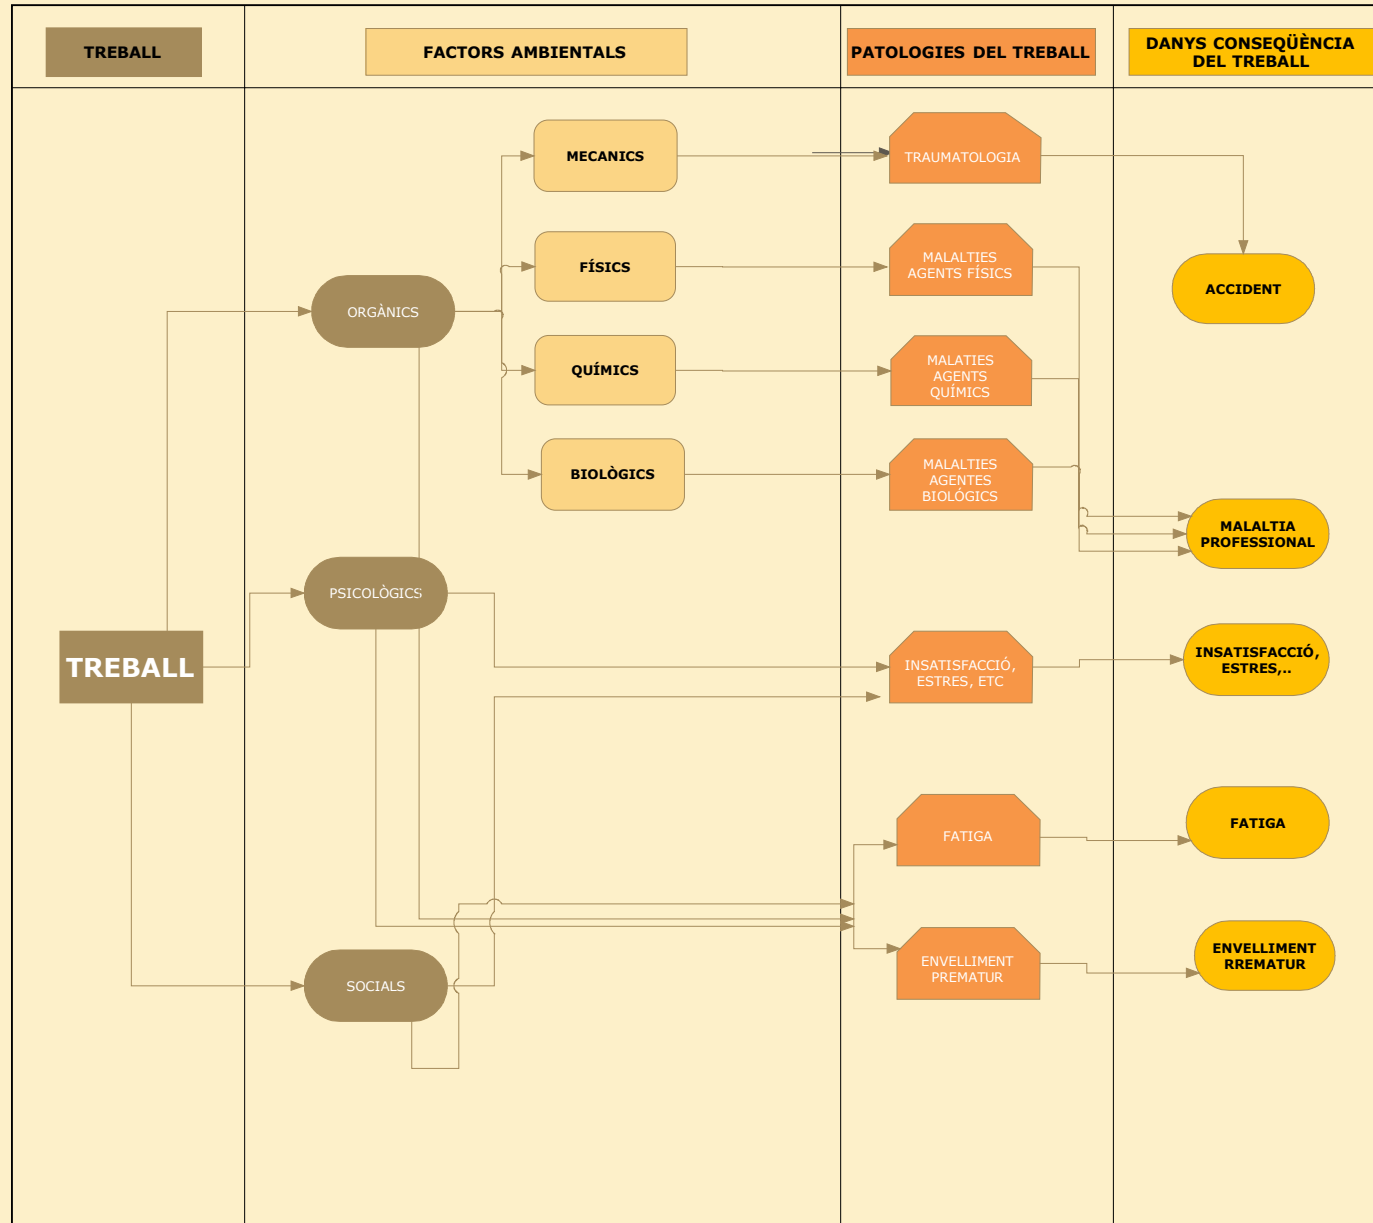 TREBALL
FACTORS AMBIENTALS
PATOLOGIES DEL TREBALL
DANYS CONSEQÜÈNCIA
DEL TREBALL
MECANICS
TRAUMATOLOGIA
FÍSICS
MALALTIES
AGENTS FÍSICS
ACCIDENT
ORGÀNICS
QUÍMICS
MALATIES
AGENTS
QUÍMICS
BIOLÒGICS
MALALTIES
AGENTES
BIOLÓGICS
MALALTIA
PROFESSIONAL
PSICOLÒGICS
TREBALL
INSATISFACCIÓ,
ESTRES, ETC
INSATISFACCIÓ,
ESTRES,..
FATIGA
FATIGA
ENVELLIMENT
PREMATUR
ENVELLIMENT
RREMATUR
SOCIALS